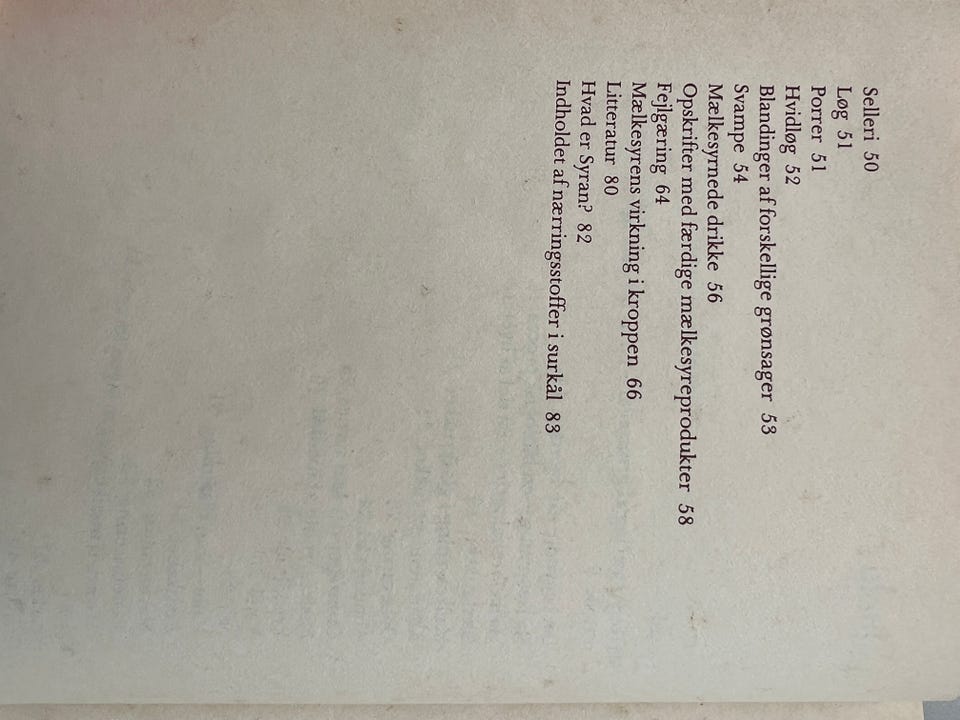 Selleri 50
Løg 51
Porrer 51
Hvidløg 52
Blandinger af forskellige grønsager 53
Svampe 54
Mælkesyrnede drikke 56
Opskrifter med færdige mælkesyreprodukter 58
Fejlgæring 64
Mælkesyrens virkning i kroppen 66
Litteratur 80
Hvad er Syran? 82
Indholdet af nærringsstoffer i surkål 83